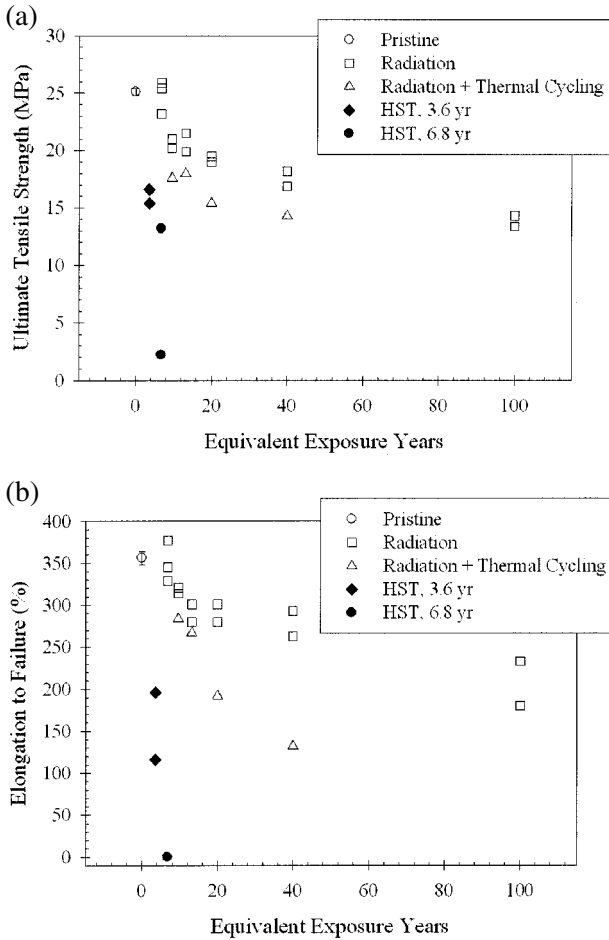 (a)
Pristine
Radiation
Radiation + Thermal Cycling
HST, 3.6 yr
HST, 6.8 yr
30
25
20
15
10
5
0
Ultimate Tensile Strength (MPa)
0 20 40 60 80 100
Equivalent Exposure Years
(b)
Pristine
Radiation
Radiation + Thermal Cycling
HST, 3.6 yr
HST, 6.8 yr
400
350
300
250
200
150
100
50
0
Elongation to Failure (%)
0 20 40 60 80 100
Equivalent Exposure Years